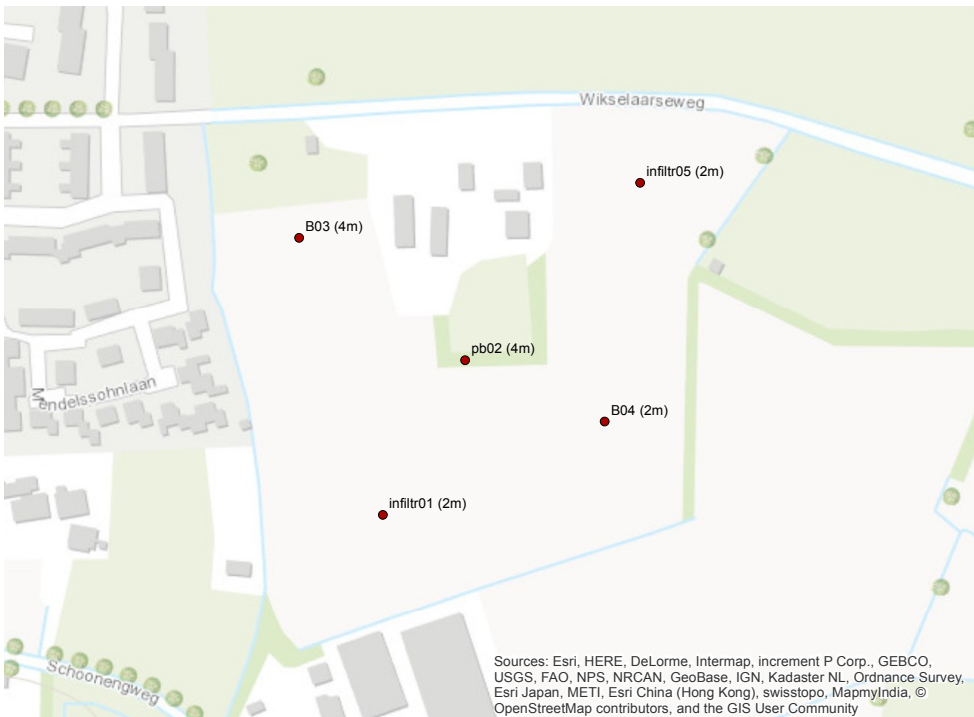 Wikselaarseweg
infiltr05 (2m)
B03 (4m)
pb02 (4m)
Mendelssohnlaan
B04 (2m)
infiltr01 (2m)
Schoonengweg
Sources: Esri, HERE, DeLorme, Intermap, increment P Corp., GEBCO,
USGS, FAO, NPS, NRCAN, GeoBase, IGN, Kadaster NL, Ordnance Survey,
Esri Japan, METI, Esri China (Hong Kong), swisstopo, MapmyIndia, ©
OpenStreetMap contributors, and the GIS User Community